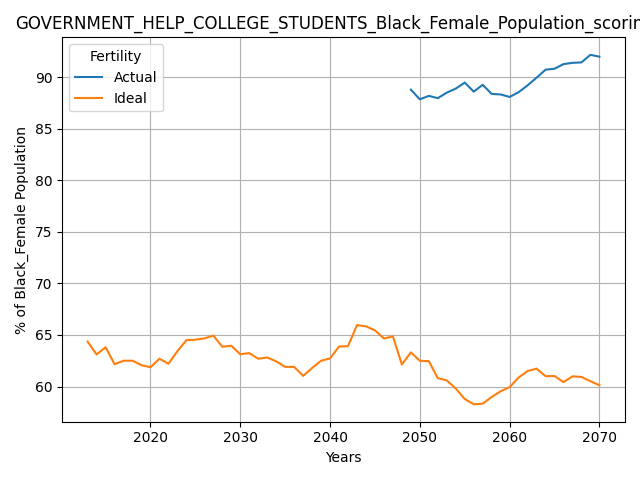 GOVERNMENT_HELP_COLLEGE_STUDENTS_Black_Female_Population_scorin
Fertility
Actual
Ideal
90
85
80
75
70
65
60
% of Black_Female Population
2020 2030 2040 2050 2060 2070
Years